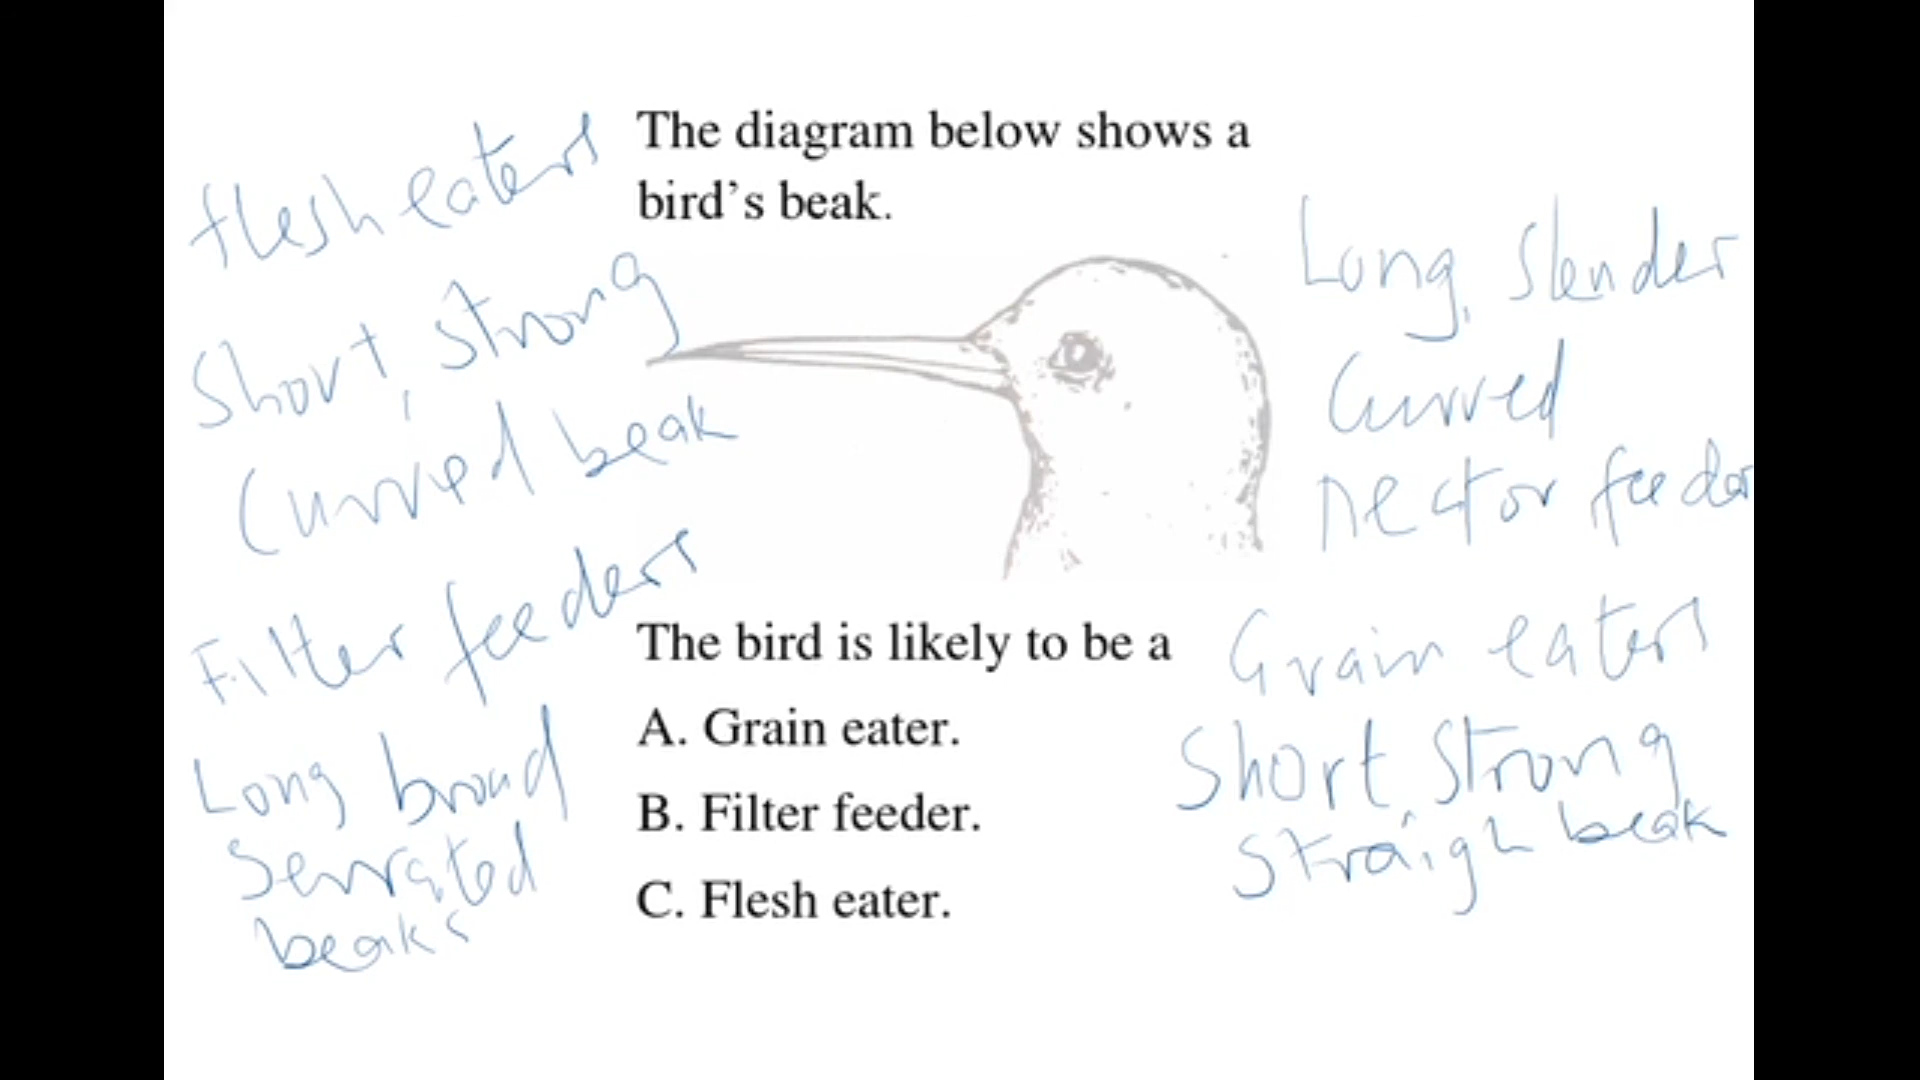 The diagram below shows a
bird's beak.
The bird is likely to be a
A. Grain eater.
B. Filter feeder.
C. Flesh eater.
flesh eaters
Short, strong
Curved beak
Filter feeders
Long broad
Serrated
beaks
Long, slender
Curved
nector feeder
Grain eaters
Short, strong
straigh beak